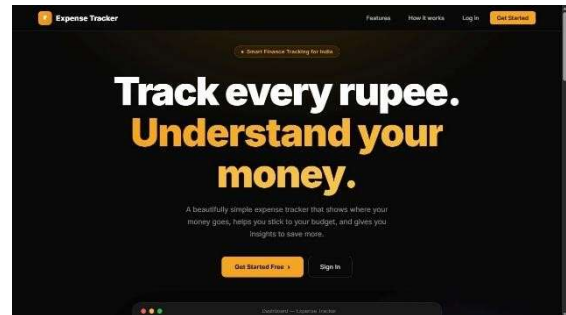 Expense Tracker
Features
How it works
Log in
Get Started
Smart Finance Tracking for India
Track every rupee.
Understand your
money.
A beautifully simple expense tracker that shows where your
money goes, helps you stick to your budget, and gives you
insights to save more.
Get Started Free ›
Sign In
Dashboard — Expense Tracker